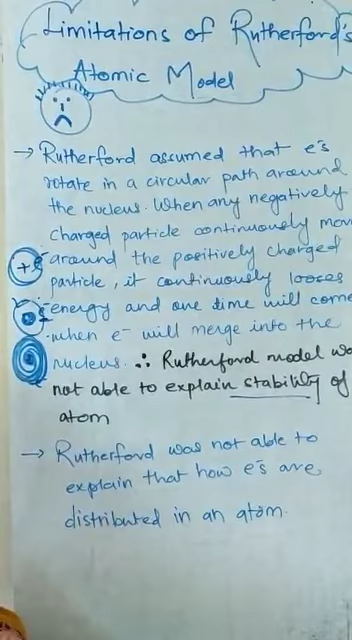 Limitations of Rutherford's
Atomic Model
→ Rutherford assumed that e⁻s
rotate in a circular path around
the nucleus. When any negatively
charged particle continuously mov
around the positively charged
particle, it continuously looses
energy and one time will come
when e⁻ will merge into the
nucleus. ∴ Rutherford model wa
not able to explain stability of
atom
→ Rutherford was not able to
explain that how e⁻s are
distributed in an atom.